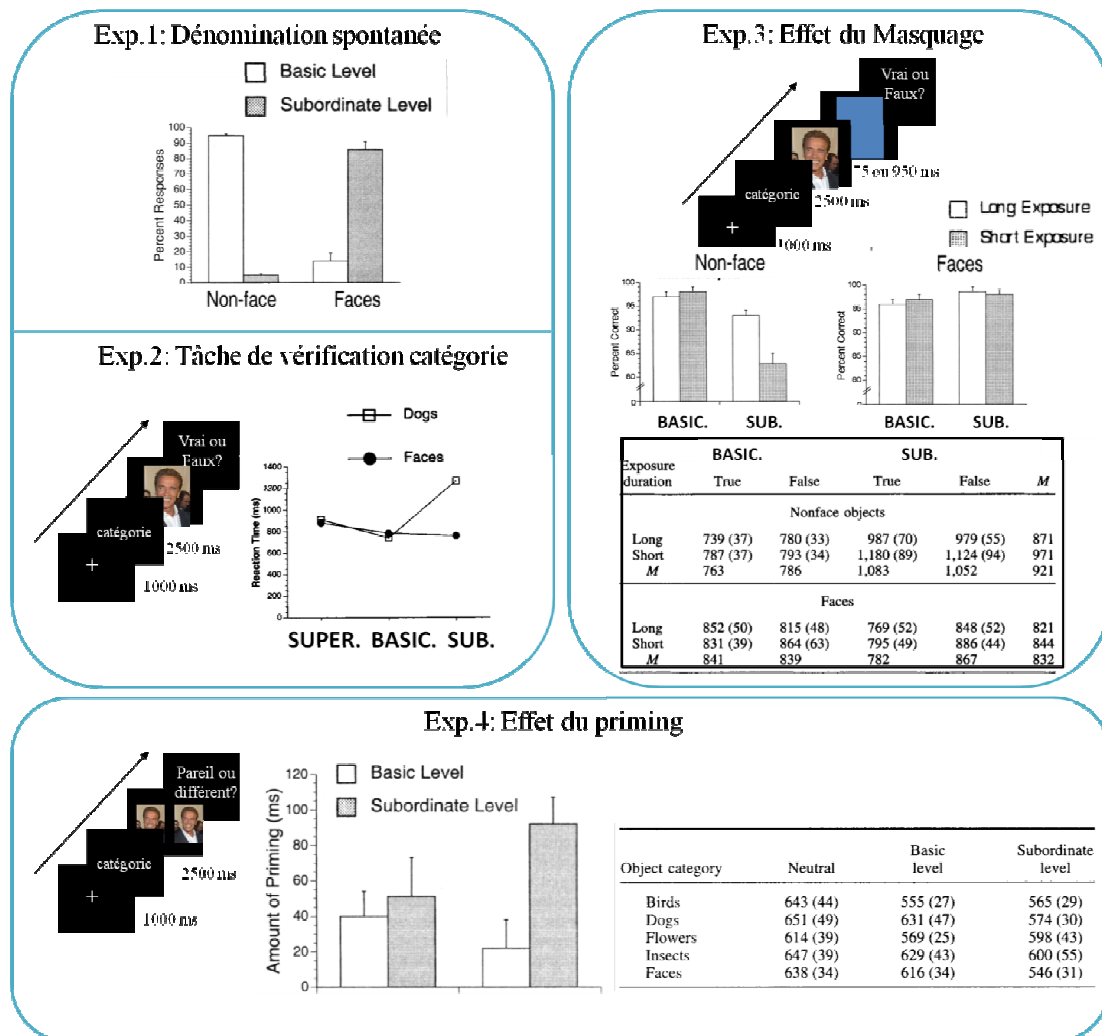 Exp.1: Dénomination spontanée
Basic Level
Subordinate Level
Percent Responses
100
90
80
70
60
50
40
30
20
10
0
Non-face Faces
Exp.2: Tâche de vérification catégorie
Vrai ou
Faux?
catégorie
2500 ms
1000 ms
Dogs
Faces
Reaction Time (ms)
1400
1200
1000
800
600
400
200
0
SUPER. BASIC. SUB.
Exp.3: Effet du Masquage
Vrai ou
Faux?
75 ou 950 ms
catégorie
2500 ms
1000 ms
Long Exposure
Short Exposure
Non-face Faces
Percent Correct
95
90
85
80
0
BASIC. SUB.
Percent Correct
95
90
85
80
0
BASIC. SUB.
BASIC. SUB.
Exposure
duration True False True False M
Nonface objects
Long 739 (37) 780 (33) 987 (70) 979 (55) 871
Short 787 (37) 793 (34) 1,180 (89) 1,124 (94) 971
M 763 786 1,083 1,052 921
Faces
Long 852 (50) 815 (48) 769 (52) 848 (52) 821
Short 831 (39) 864 (63) 795 (49) 886 (44) 844
M 841 839 782 867 832
Exp.4: Effet du priming
Pareil ou
différent?
catégorie
2500 ms
1000 ms
Basic Level
Subordinate Level
Amount of Priming (ms)
120
100
80
60
40
20
0
Object category Neutral Basic level Subordinate level
Birds 643 (44) 555 (27) 565 (29)
Dogs 651 (49) 631 (47) 574 (30)
Flowers 614 (39) 569 (25) 598 (43)
Insects 647 (39) 629 (43) 600 (55)
Faces 638 (34) 616 (34) 546 (31)